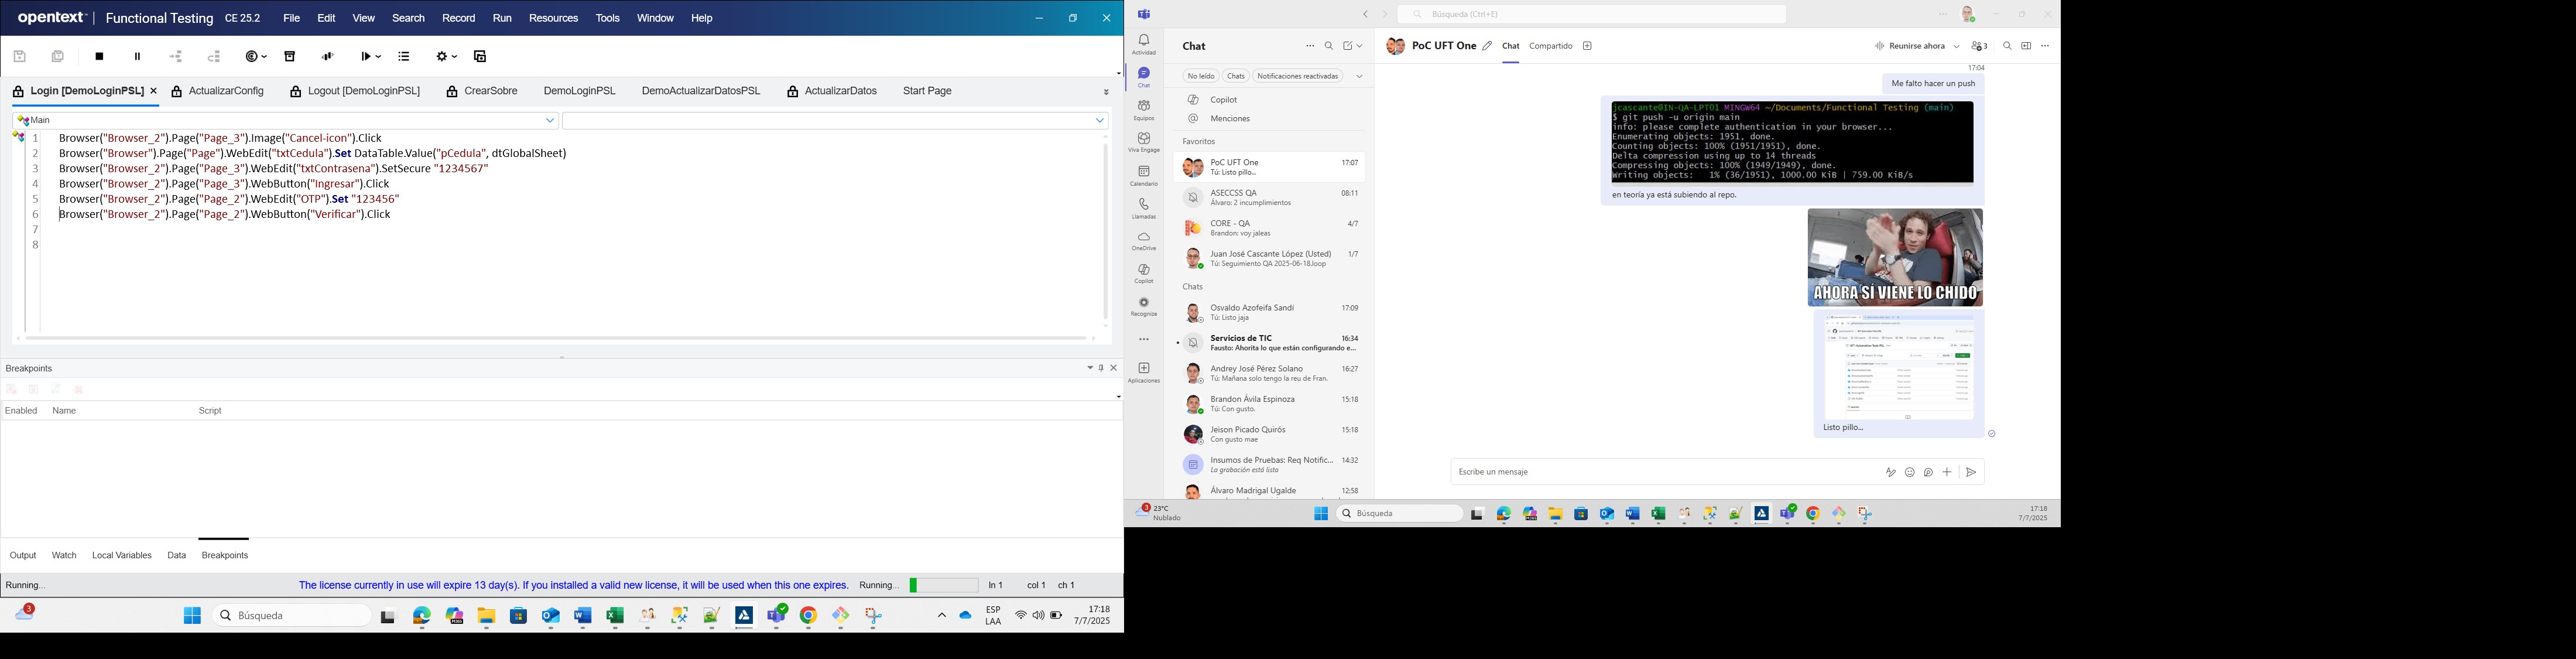 opentext™ | Functional Testing CE 25.2 File Edit View Search Record Run Resources Tools Window Help
Login [DemoLoginPSL] × ActualizarConfig Logout [DemoLoginPSL] CrearSobre DemoLoginPSL DemoActualizarDatosPSL ActualizarDatos Start Page
Main
1 Browser("Browser_2").Page("Page_3").Image("Cancel-icon").Click
2 Browser("Browser").Page("Page").WebEdit("txtCedula").Set DataTable.Value("pCedula", dtGlobalSheet)
3 Browser("Browser_2").Page("Page_3").WebEdit("txtContrasena").SetSecure "1234567"
4 Browser("Browser_2").Page("Page_3").WebButton("Ingresar").Click
5 Browser("Browser_2").Page("Page_2").WebEdit("OTP").Set "123456"
6 Browser("Browser_2").Page("Page_2").WebButton("Verificar").Click
7
8
Breakpoints
Enabled Name Script
Output Watch Local Variables Data Breakpoints
Running... The license currently in use will expire 13 day(s). If you installed a valid new license, it will be used when this one expires. Running... ln 1 col 1 ch 1
3 Búsqueda ESP LAA 17:18 7/7/2025
Búsqueda (Ctrl+E)
Actividad
Chat
Equipos
Viva Engage
Calendario
Llamadas
OneDrive
Copilot
Recognize
Aplicaciones
Chat
No leído Chats Notificaciones reactivadas
Copilot
Menciones
Favoritos
PoC UFT One 17:07
Tú: Listo pillo...
ASECCSS QA 08:11
Álvaro: 2 incumplimientos
CORE - QA 4/7
Brandon: voy jaleas
Juan José Cascante López (Usted) 1/7
Tú: Seguimiento QA 2025-06-18.loop
Chats
Osvaldo Azofeifa Sandí 17:09
Tú: Listo jaja
Servicios de TIC 16:34
Fausto: Ahorita lo que están configurando e...
Andrey José Pérez Solano 16:27
Tú: Mañana solo tengo la reu de Fran.
Brandon Ávila Espinoza 15:18
Tú: Con gusto.
Jeison Picado Quirós 15:18
Con gusto mae
Insumos de Pruebas: Req Notific... 14:32
La grabación está lista
Álvaro Madrigal Ugalde 12:58
PoC UFT One Chat Compartido Reunirse ahora 3
17:04
Me falto hacer un push
jcascante@IN-QA-LPT01 MINGW64 ~/Documents/Functional Testing (main)
$ git push -u origin main
info: please complete authentication in your browser...
Enumerating objects: 1951, done.
Counting objects: 100% (1951/1951), done.
Delta compression using up to 14 threads
Compressing objects: 100% (1949/1949), done.
Writing objects: 1% (36/1951), 1000.00 KiB | 759.00 KiB/s
en teoría ya está subiendo al repo.
AHORA SÍ VIENE LO CHIDO
Listo pillo...
Escribe un mensaje
3 23°C
Nublado
Búsqueda
17:18
7/7/2025